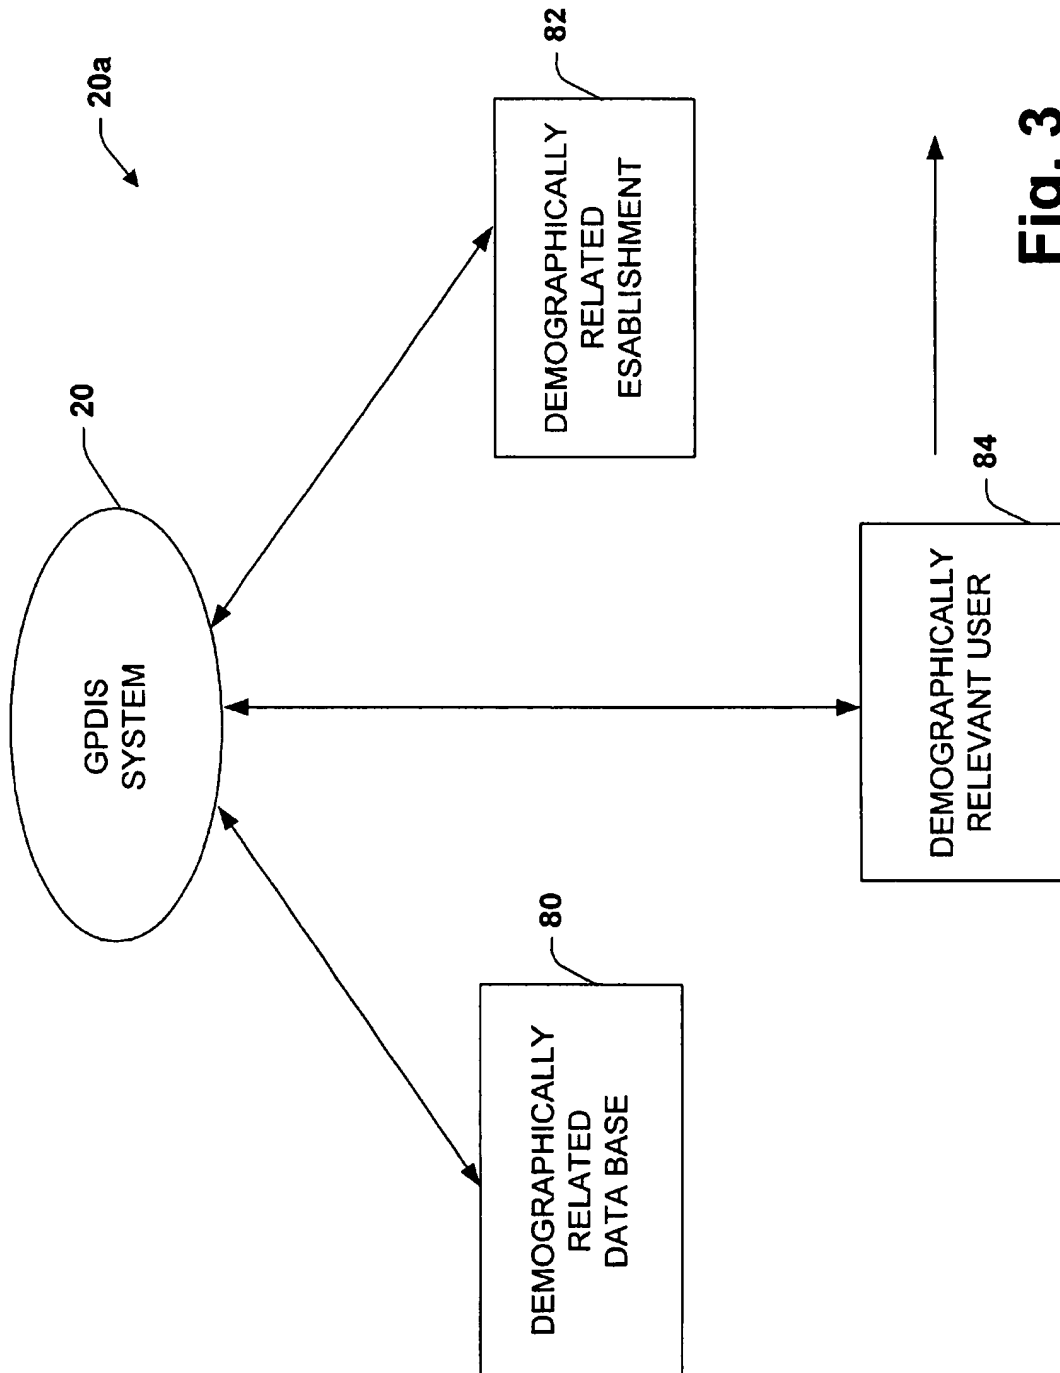 20a
20
GPDIS
SYSTEM
82
DEMOGRAPHICALLY
RELATED
ESABLISHMENT
80
DEMOGRAPHICALLY
RELATED
DATA BASE
84
DEMOGRAPHICALLY
RELEVANT USER
Fig. 3